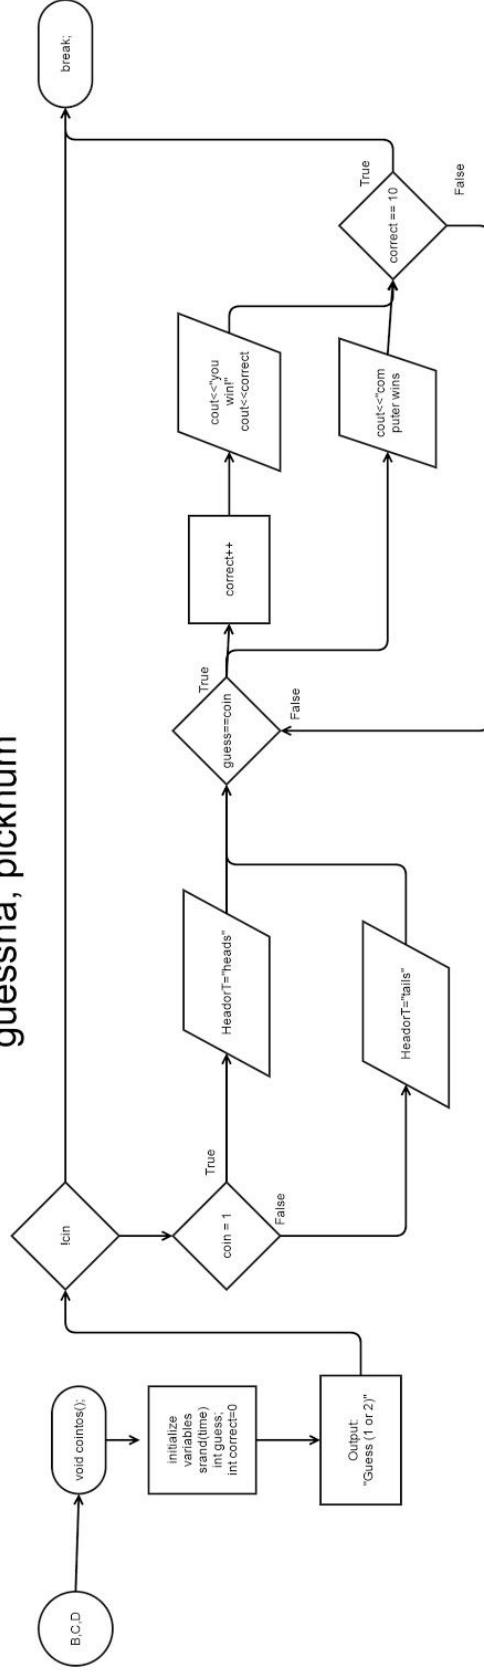 guessna, picknum
B,C,D
void cointos();
initialize
variables
srand(time)
int guess;
int correct=0
Output:
"Guess (1 or 2)"
!cin
coin = 1
True
False
HeadorT="heads"
HeadorT="tails"
guess==coin
True
False
correct++
cout<<"you
win!"
cout<<correct
cout<<"com
puter wins
correct == 10
True
False
break;